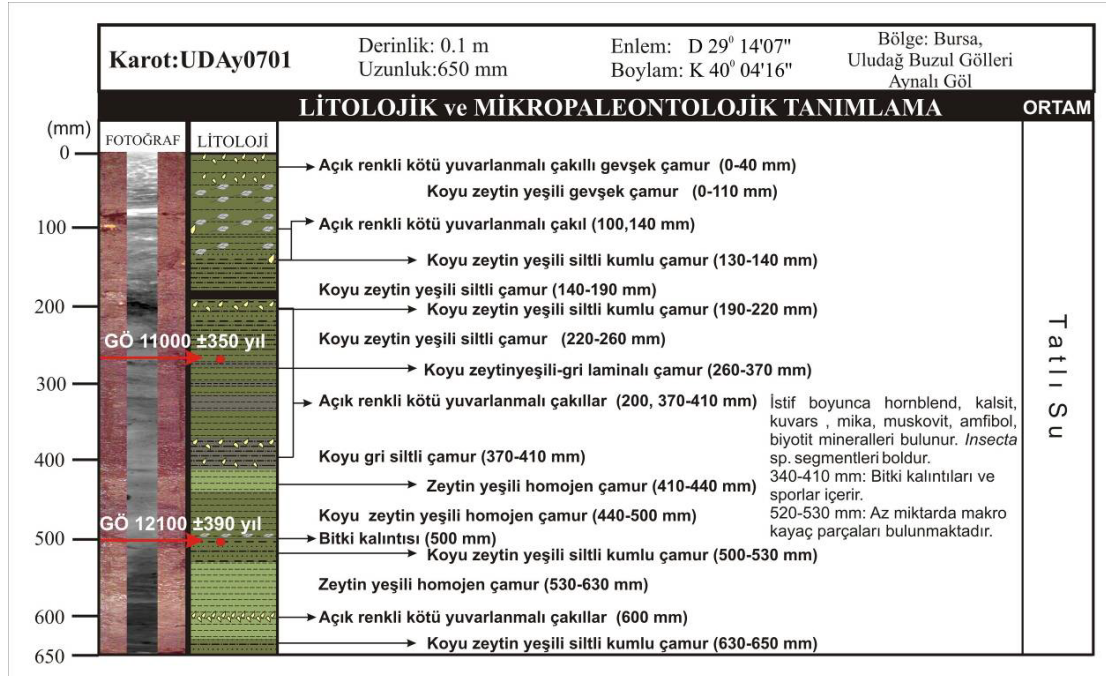 Karot:UDAy0701
Derinlik: 0.1 m
Uzunluk:650 mm
Enlem: D 29⁰ 14'07"
Boylam: K 40⁰ 04'16"
Bölge: Bursa,
Uludağ Buzul Gölleri
Aynalı Göl
LİTOLOJİK ve MİKROPALEONTOLOJİK TANIMLAMA
ORTAM
(mm)
FOTOĞRAF
LİTOLOJİ
0
Açık renkli kötü yuvarlanmalı çakıllı gevşek çamur (0-40 mm)
Koyu zeytin yeşili gevşek çamur (0-110 mm)
100
Açık renkli kötü yuvarlanmalı çakıl (100,140 mm)
Koyu zeytin yeşili siltli kumlu çamur (130-140 mm)
Koyu zeytin yeşili siltli çamur (140-190 mm)
200
Koyu zeytin yeşili siltli kumlu çamur (190-220 mm)
GÖ 11000 ±350 yıl
Koyu zeytin yeşili siltli çamur (220-260 mm)
Koyu zeytinyeşili-gri laminalı çamur (260-370 mm)
300
Açık renkli kötü yuvarlanmalı çakıllar (200, 370-410 mm)
Koyu gri siltli çamur (370-410 mm)
400
Zeytin yeşili homojen çamur (410-440 mm)
Koyu zeytin yeşili homojen çamur (440-500 mm)
GÖ 12100 ±390 yıl
500
Bitki kalıntısı (500 mm)
Koyu zeytin yeşili siltli kumlu çamur (500-530 mm)
Zeytin yeşili homojen çamur (530-630 mm)
600
Açık renkli kötü yuvarlanmalı çakıllar (600 mm)
Koyu zeytin yeşili siltli kumlu çamur (630-650 mm)
650
İstif boyunca hornblend, kalsit,
kuvars , mika, muskovit, amfibol,
biyotit mineralleri bulunur. Insecta
sp. segmentleri boldur.
340-410 mm: Bitki kalıntıları ve
sporlar içerir.
520-530 mm: Az miktarda makro
kayaç parçaları bulunmaktadır.
Tatlı Su